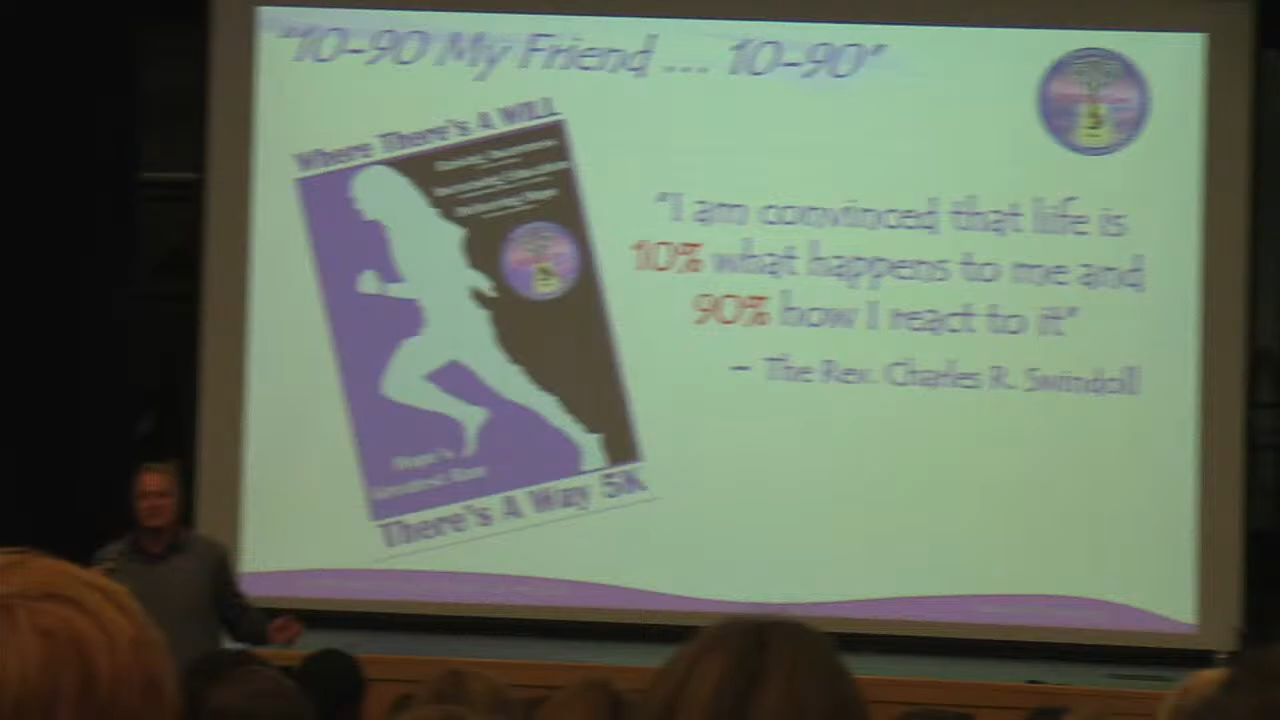 "10-90 My Friend ... 10-90"
Where There's A WILL
There's A Way 5K
"I am convinced that life is
10% what happens to me and
90% how I react to it"
– The Rev. Charles R. Swindoll